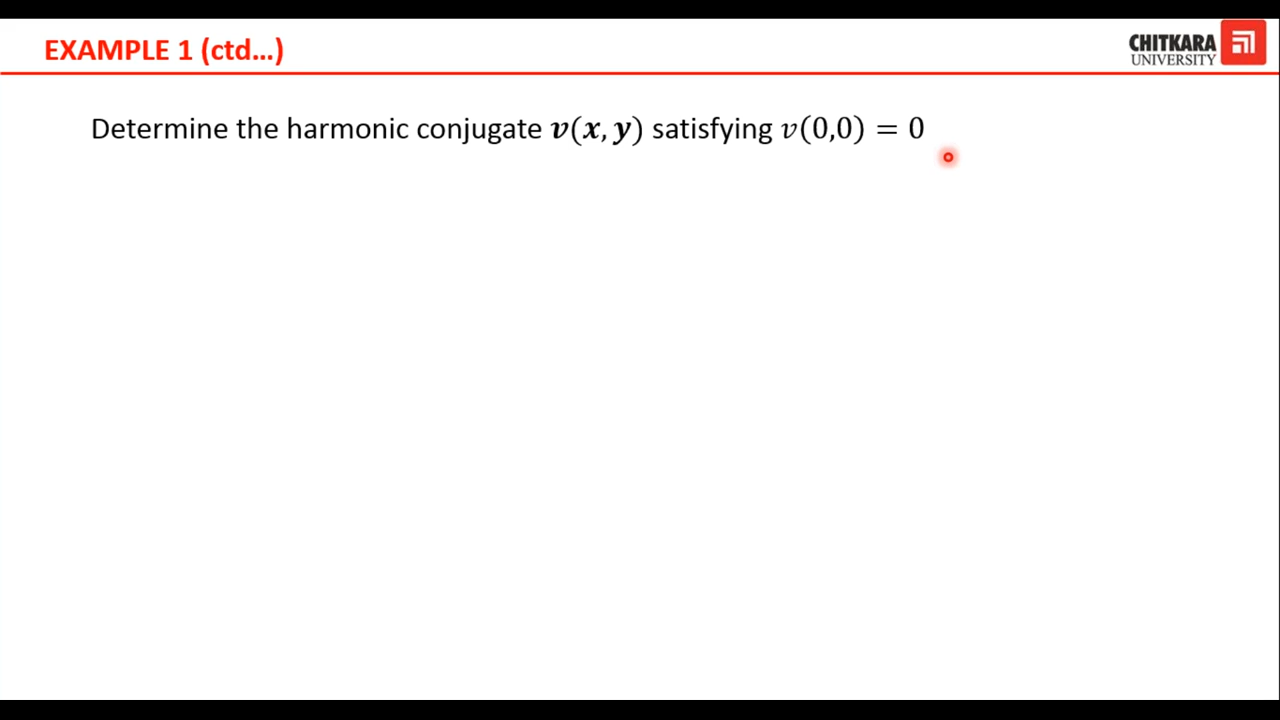 EXAMPLE 1 (ctd...)
CHITKARA
UNIVERSITY
Determine the harmonic conjugate v(x, y) satisfying v(0,0) = 0